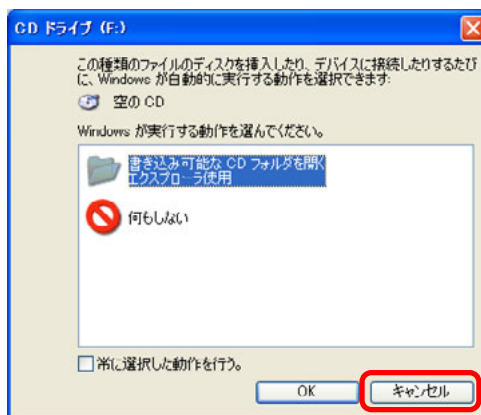 CD ドライブ (F:)
この種類のファイルのディスクを挿入したり、デバイスに接続したりするたび
に、Windows が自動的に実行する動作を選択できます:
空の CD
Windows が実行する動作を選んでください。
書き込み可能な CD フォルダを開く
エクスプローラ使用
何もしない
常に選択した動作を行う。
OK
キャンセル